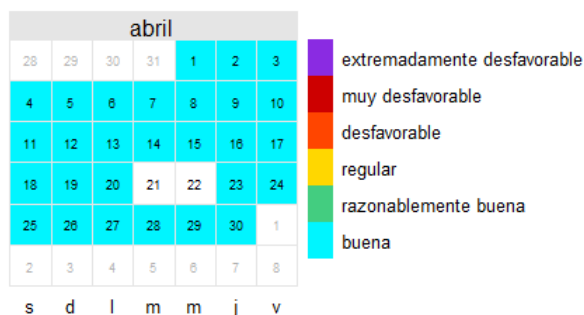 abril
28 29 30 31 1 2 3
4 5 6 7 8 9 10
11 12 13 14 15 16 17
18 19 20 21 22 23 24
25 26 27 28 29 30 1
2 3 4 5 6 7 8
s d l m m j v
extremadamente desfavorable
muy desfavorable
desfavorable
regular
razonablemente buena
buena